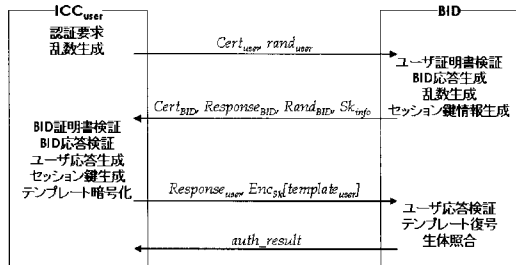 ICCuser
BID
認証要求
乱数生成
Certuser, randuser
ユーザ証明書検証
BID応答生成
乱数生成
セッション鍵情報生成
CertBID, ResponseBID, RandBID, Skinfo
BID証明書検証
BID応答検証
ユーザ応答生成
セッション鍵生成
テンプレート暗号化
Responseuser, EncSk[templateuser]
ユーザ応答検証
テンプレート復号
生体照合
auth_result